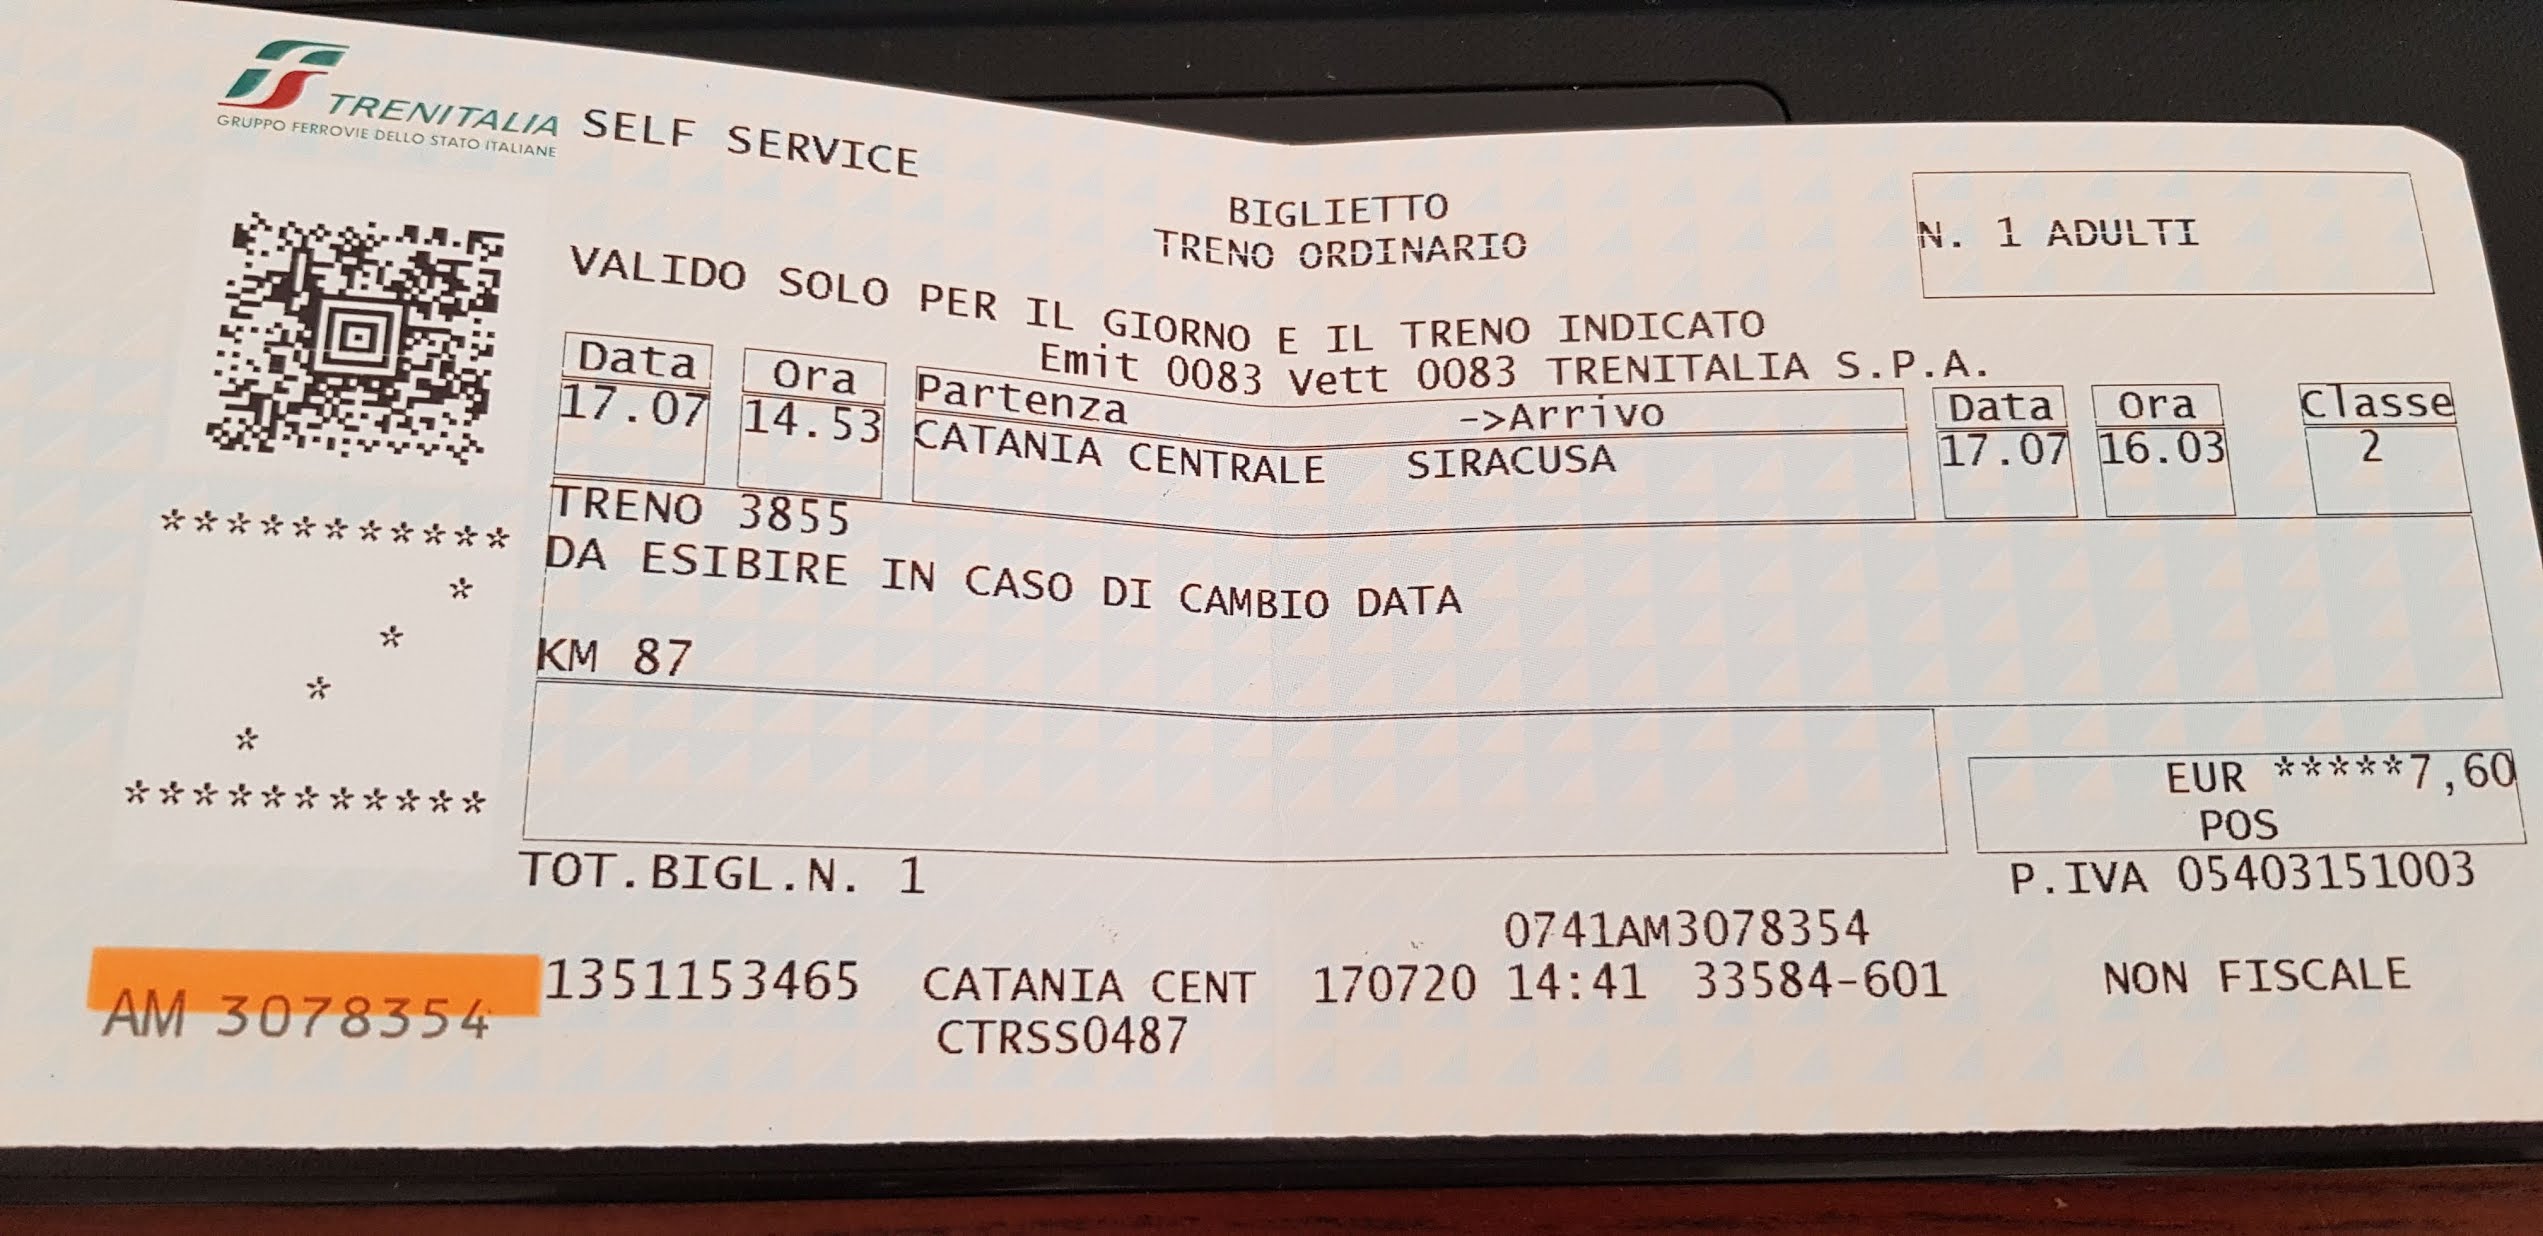 TRENITALIA SELF SERVICE
GRUPPO FERROVIE DELLO STATO ITALIANE
BIGLIETTO
TRENO ORDINARIO
N. 1 ADULTI
VALIDO SOLO PER IL GIORNO E IL TRENO INDICATO
Emit 0083 Vett 0083 TRENITALIA S.P.A.
Data Ora Partenza ->Arrivo Data Ora Classe
17.07 14.53 CATANIA CENTRALE SIRACUSA 17.07 16.03 2
TRENO 3855
***********
DA ESIBIRE IN CASO DI CAMBIO DATA
*
*
KM 87
*
*
***********
EUR *****7,60
POS
TOT.BIGL.N. 1
P.IVA 05403151003
0741AM3078354
AM 3078354 1351153465 CATANIA CENT 170720 14:41 33584-601 NON FISCALE
CTRSS0487